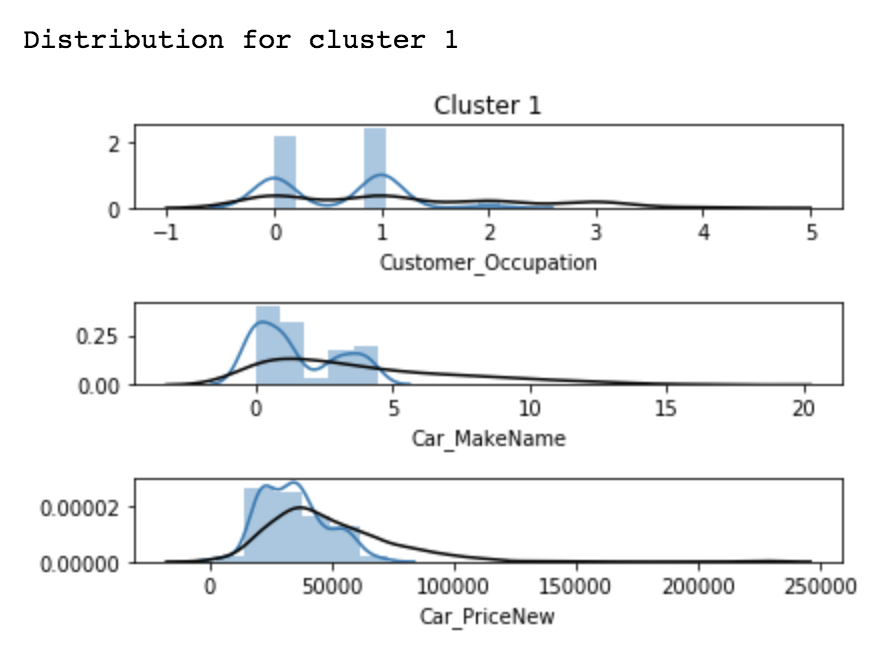 Distribution for cluster 1
Cluster 1
2
0
−1 0 1 2 3 4 5
Customer_Occupation
0.25
0.00
0 5 10 15 20
Car_MakeName
0.00002
0.00000
0 50000 100000 150000 200000 250000
Car_PriceNew